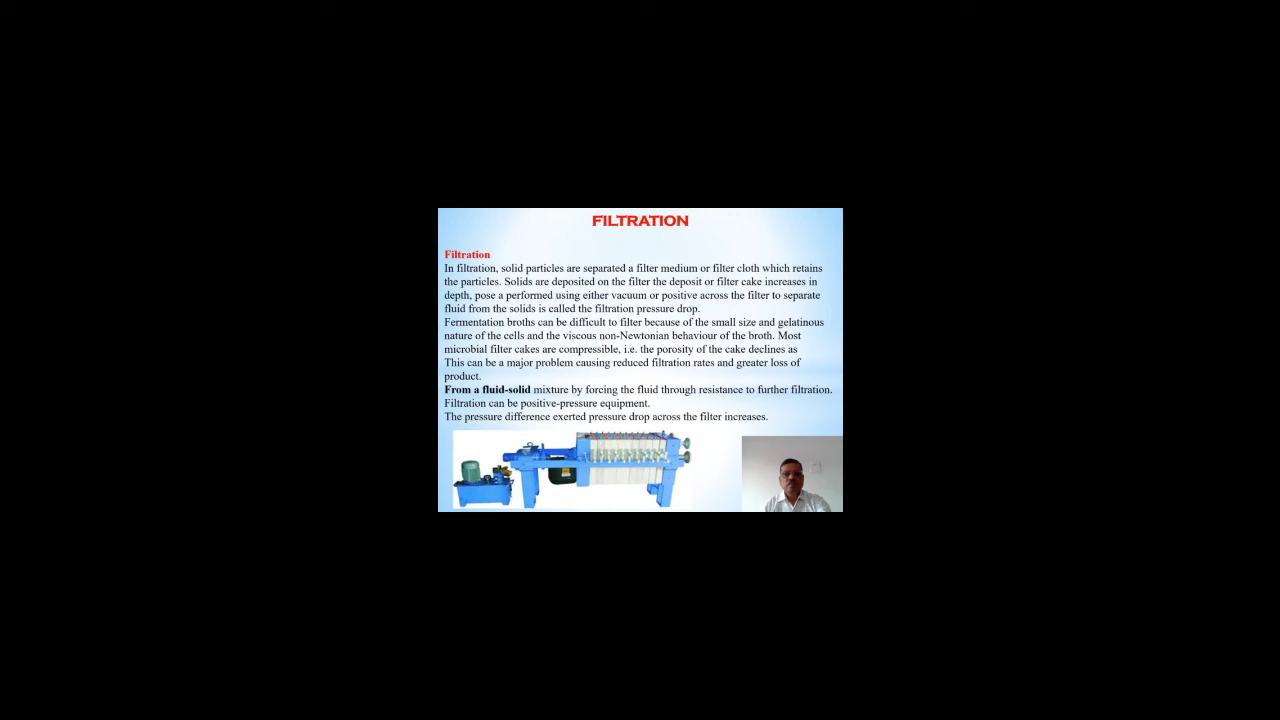 FILTRATION
Filtration
In filtration, solid particles are separated a filter medium or filter cloth which retains
the particles. Solids are deposited on the filter the deposit or filter cake increases in
depth, pose a performed using either vacuum or positive across the filter to separate
fluid from the solids is called the filtration pressure drop.
Fermentation broths can be difficult to filter because of the small size and gelatinous
nature of the cells and the viscous non-Newtonian behaviour of the broth. Most
microbial filter cakes are compressible, i.e. the porosity of the cake declines as
This can be a major problem causing reduced filtration rates and greater loss of
product.
From a fluid-solid mixture by forcing the fluid through resistance to further filtration.
Filtration can be positive-pressure equipment.
The pressure difference exerted pressure drop across the filter increases.